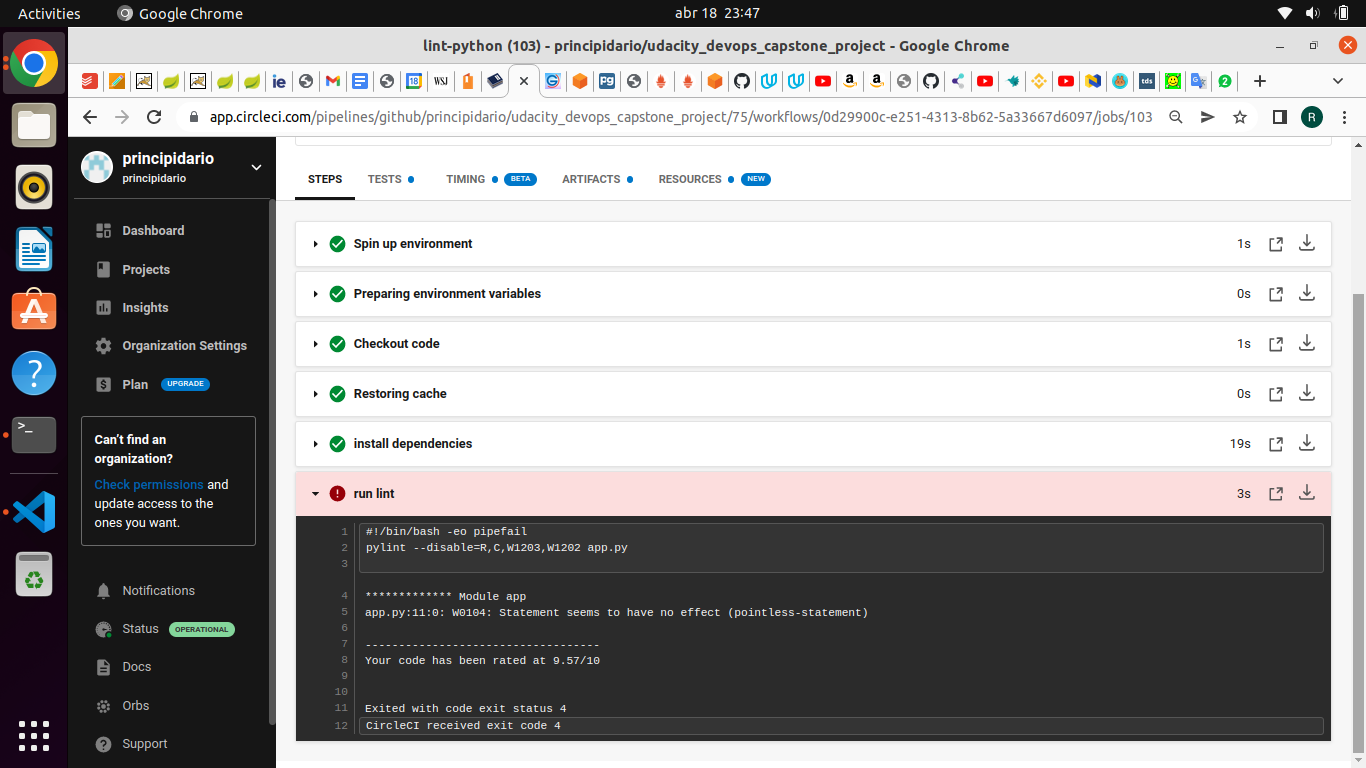 Activities
Google Chrome
abr 18 23:47
lint-python (103) - principidario/udacity_devops_capstone_project - Google Chrome
18
WSJ
pg
tds
2
app.circleci.com/pipelines/github/principidario/udacity_devops_capstone_project/75/workflows/0d29900c-e251-4313-8b62-5a33667d6097/jobs/103
R
principidario
principidario
Dashboard
Projects
Insights
Organization Settings
Plan UPGRADE
Can't find an
organization?
Check permissions and
update access to the
ones you want.
Notifications
Status OPERATIONAL
Docs
Orbs
Support
STEPS TESTS TIMING BETA ARTIFACTS RESOURCES NEW
Spin up environment 1s
Preparing environment variables 0s
Checkout code 1s
Restoring cache 0s
install dependencies 19s
run lint 3s
1 #!/bin/bash -eo pipefail
2 pylint --disable=R,C,W1203,W1202 app.py
3
4 ************* Module app
5 app.py:11:0: W0104: Statement seems to have no effect (pointless-statement)
6
7 -----------------------------------
8 Your code has been rated at 9.57/10
9
10
11 Exited with code exit status 4
12 CircleCI received exit code 4